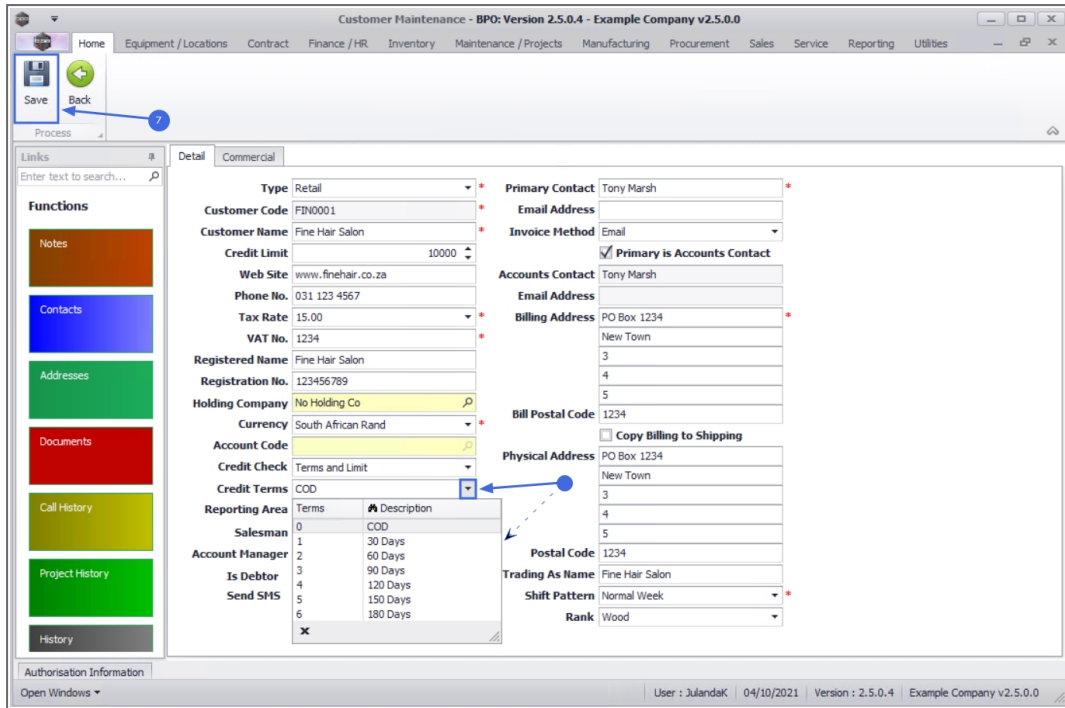 Customer Maintenance - BPO: Version 2.5.0.4 - Example Company v2.5.0.0
Home Equipment / Locations Contract Finance / HR Inventory Maintenance / Projects Manufacturing Procurement Sales Service Reporting Utilities
Save Back
7
Process
Links
Enter text to search...
Functions
Notes
Contacts
Addresses
Documents
Call History
Project History
History
Detail Commercial
Type Retail *
Customer Code FIN0001 *
Customer Name Fine Hair Salon *
Credit Limit 10000
Web Site www.finehair.co.za
Phone No. 031 123 4567
Tax Rate 15.00 *
VAT No. 1234 *
Registered Name Fine Hair Salon
Registration No. 123456789
Holding Company No Holding Co
Currency South African Rand *
Account Code
Credit Check Terms and Limit
Credit Terms COD
Reporting Area
Salesman
Account Manager
Is Debtor
Send SMS
Terms Description
0 COD
1 30 Days
2 60 Days
3 90 Days
4 120 Days
5 150 Days
6 180 Days
Primary Contact Tony Marsh *
Email Address
Invoice Method Email
Primary is Accounts Contact
Accounts Contact Tony Marsh
Email Address
Billing Address PO Box 1234 *
New Town
3
4
5
Bill Postal Code 1234
Copy Billing to Shipping
Physical Address PO Box 1234
New Town
3
4
5
Postal Code 1234
Trading As Name Fine Hair Salon
Shift Pattern Normal Week *
Rank Wood
Authorisation Information
Open Windows User : JulandaK 04/10/2021 Version : 2.5.0.4 Example Company v2.5.0.0